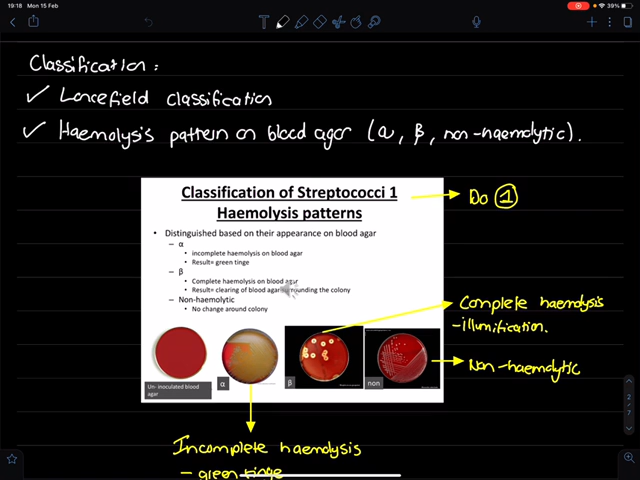 19:18 Mon 15 Feb
39%
Classification :
✓ Lancefield classification
✓ Haemolysis pattern on blood agar (α, β, non-haemolytic).
Classification of Streptococci 1
Haemolysis patterns
→ Do ①
• Distinguished based on their appearance on blood agar
– α
• incomplete haemolysis on blood agar
• Result= green tinge
– β
• Complete haemolysis on blood agar
• Result= clearing of blood agar surrounding the colony
– Non-haemolytic
• No change around colony
Complete haemolysis
- illumification.
Non-haemolytic
Un- inoculated blood
agar
α
β
non
2
/
7
Incomplete haemolysis
- green tinge